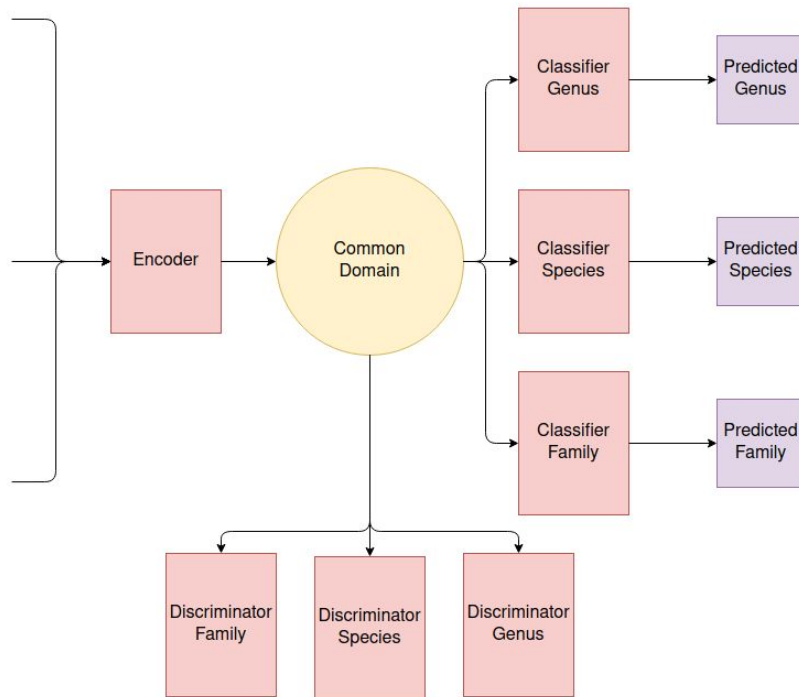 Classifier
Genus
Predicted
Genus
Encoder
Common
Domain
Classifier
Species
Predicted
Species
Classifier
Family
Predicted
Family
Discriminator
Family
Discriminator
Species
Discriminator
Genus